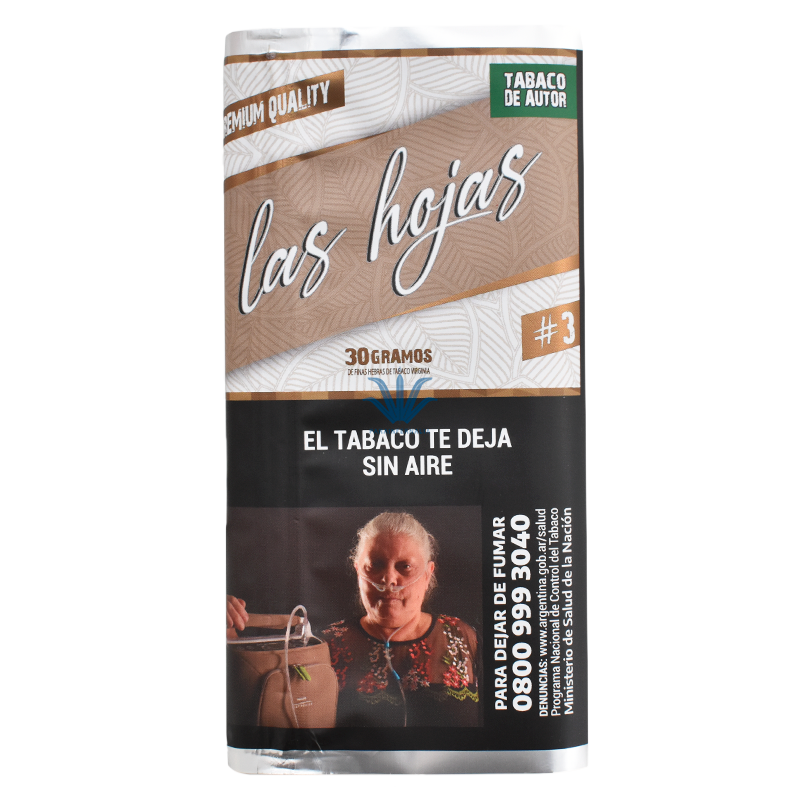 TABACO
DE AUTOR
QUALITY
las hojas
#3
30 GRAMOS
DE FINAS HEBRAS DE TABACO VIRGINIA
EL TABACO TE DEJA
SIN AIRE
PARA DEJAR DE FUMAR
0800 999 3040
DENUNCIAS: www.argentina.gob.ar/salud
Programa Nacional de Control del Tabaco
Ministerio de Salud de la Nación